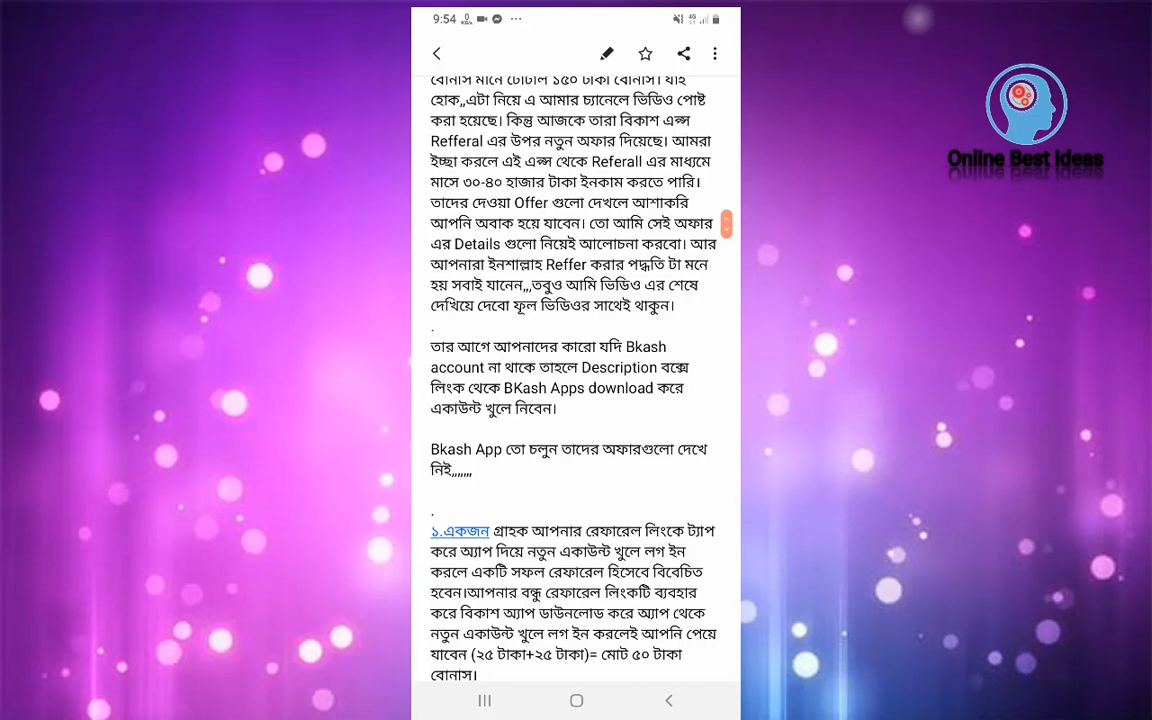 9:54
বোনাস মানে টোটাল ১৫০ টাকা বোনাস। যাই
হোক,,এটা নিয়ে এ আমার চ্যানেলে ভিডিও পোষ্ট
করা হয়েছে। কিন্তু আজকে তারা বিকাশ এপ্স
Refferal এর উপর নতুন অফার দিয়েছে। আমরা
ইচ্ছা করলে এই এপ্স থেকে Referall এর মাধ্যমে
মাসে ৩০-৪০ হাজার টাকা ইনকাম করতে পারি।
তাদের দেওয়া Offer গুলো দেখলে আশাকরি
আপনি অবাক হয়ে যাবেন। তো আমি সেই অফার
এর Details গুলো নিয়েই আলোচনা করবো। আর
আপনারা ইনশাল্লাহ Reffer করার পদ্ধতি টা মনে
হয় সবাই যানেন,,,তবুও আমি ভিডিও এর শেষে
দেখিয়ে দেবো ফূল ভিডিওর সাথেই থাকুন।
.
তার আগে আপনাদের কারো যদি Bkash
account না থাকে তাহলে Description বক্সে
লিংক থেকে BKash Apps download করে
একাউন্ট খুলে নিবেন।
Bkash App তো চলুন তাদের অফারগুলো দেখে
নিই,,,,,,,
.
১.একজন গ্রাহক আপনার রেফারেল লিংকে ট্যাপ
করে অ্যাপ দিয়ে নতুন একাউন্ট খুলে লগ ইন
করলে একটি সফল রেফারেল হিসেবে বিবেচিত
হবেন।আপনার বন্ধু রেফারেল লিংকটি ব্যবহার
করে বিকাশ অ্যাপ ডাউনলোড করে অ্যাপ থেকে
নতুন একাউন্ট খুলে লগ ইন করলেই আপনি পেয়ে
যাবেন (২৫ টাকা+২৫ টাকা)= মোট ৫০ টাকা
বোনাস।
Online Best Ideas